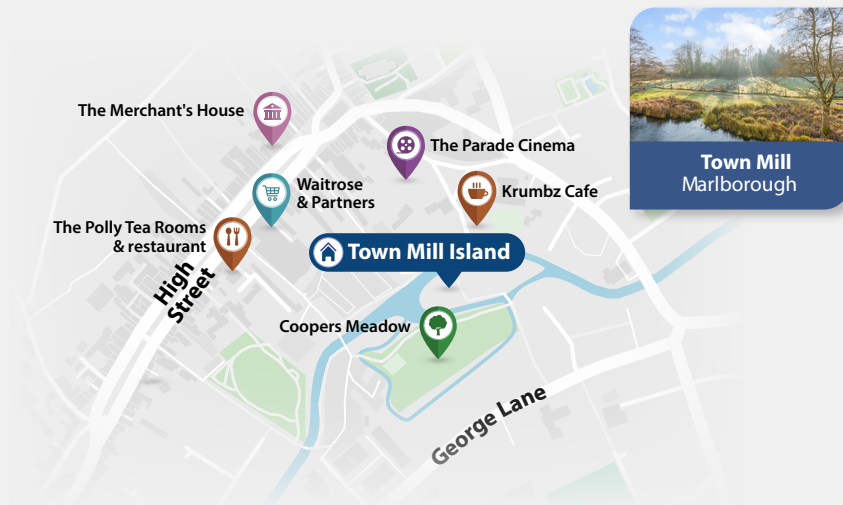 The Merchant's House
The Parade Cinema
Waitrose
& Partners
Krumbz Cafe
The Polly Tea Rooms
& restaurant
High
Street
Town Mill Island
Coopers Meadow
George Lane
Town Mill
Marlborough